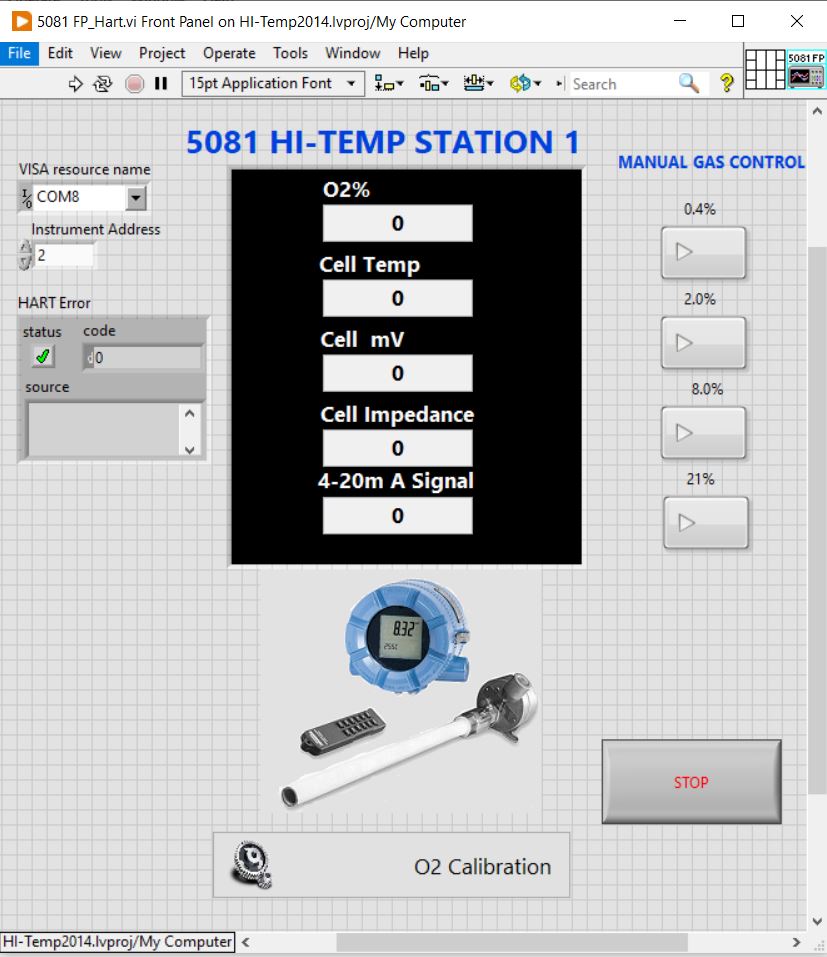 5081 FP_Hart.vi Front Panel on HI-Temp2014.lvproj/My Computer
File Edit View Project Operate Tools Window Help
15pt Application Font Search ? 5081FP
5081 HI-TEMP STATION 1
MANUAL GAS CONTROL
VISA resource name
I/O COM8
Instrument Address
2
HART Error
status code
d 0
source
O2%
0
Cell Temp
0
Cell mV
0
Cell Impedance
0
4-20m A Signal
0
0.4%
2.0%
8.0%
21%
8.32
STOP
O2 Calibration
HI-Temp2014.lvproj/My Computer